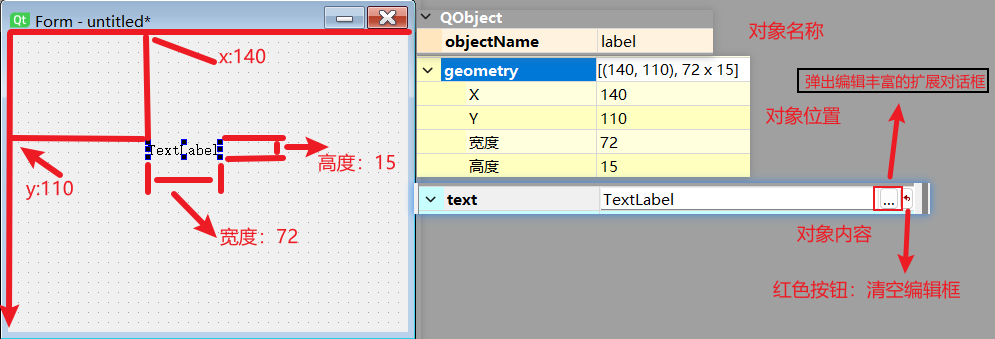 Qt Form - untitled*
x:140
y:110
TextLabel
高度：15
宽度：72
QObject
objectName label
对象名称
geometry [(140, 110), 72 x 15]
X 140
Y 110
宽度 72
高度 15
对象位置
弹出编辑丰富的扩展对话框
text TextLabel ...
对象内容
红色按钮：清空编辑框